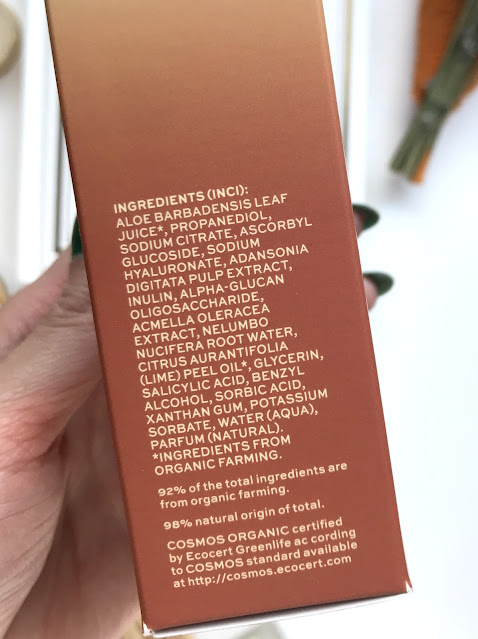 INGREDIENTS (INCI):
ALOE BARBADENSIS LEAF
JUICE*, PROPANEDIOL,
SODIUM CITRATE, ASCORBYL
GLUCOSIDE, SODIUM
HYALURONATE, ADANSONIA
DIGITATA PULP EXTRACT,
INULIN, ALPHA-GLUCAN
OLIGOSACCHARIDE,
ACMELLA OLERACEA
EXTRACT, NELUMBO
NUCIFERA ROOT WATER,
CITRUS AURANTIFOLIA
(LIME) PEEL OIL*, GLYCERIN,
SALICYLIC ACID, BENZYL
ALCOHOL, SORBIC ACID,
XANTHAN GUM, POTASSIUM
SORBATE, WATER (AQUA),
PARFUM (NATURAL).
*INGREDIENTS FROM
ORGANIC FARMING.
92% of the total ingredients are
from organic farming.
98% natural origin of total.
COSMOS ORGANIC certified
by Ecocert Greenlife ac cording
to COSMOS standard available
at http://cosmos.ecocert.com